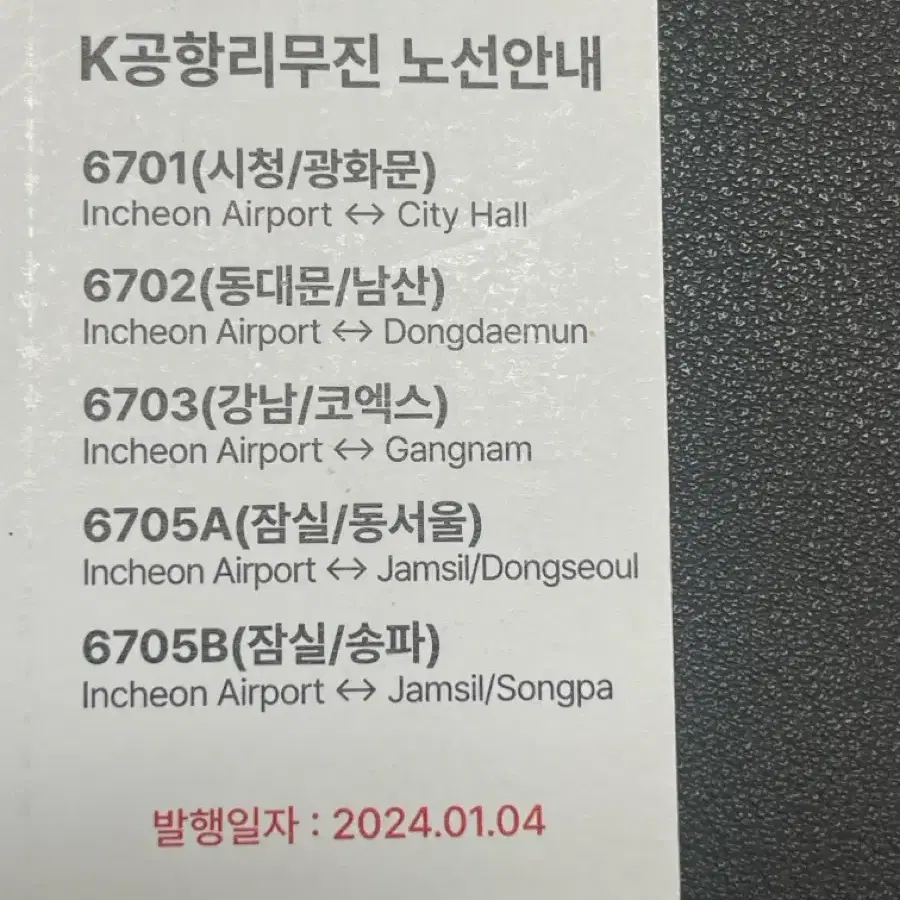 K공항리무진 노선안내
6701(시청/광화문)
Incheon Airport ↔ City Hall
6702(동대문/남산)
Incheon Airport ↔ Dongdaemun
6703(강남/코엑스)
Incheon Airport ↔ Gangnam
6705A(잠실/동서울)
Incheon Airport ↔ Jamsil/Dongseoul
6705B(잠실/송파)
Incheon Airport ↔ Jamsil/Songpa
발행일자 : 2024.01.04